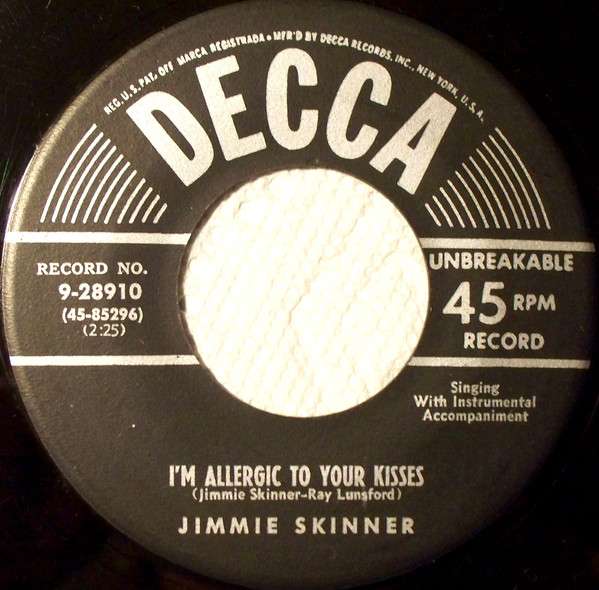 REG. U.S. PAT. OFF. MARCA REGISTRADA • MF'R'D BY DECCA RECORDS, INC., NEW YORK, U.S.A.
DECCA
RECORD NO.
9-28910
(45-85296)
(2:25)
UNBREAKABLE
45 RPM
RECORD
Singing
With Instrumental
Accompaniment
I'M ALLERGIC TO YOUR KISSES
(Jimmie Skinner-Ray Lunsford)
JIMMIE SKINNER